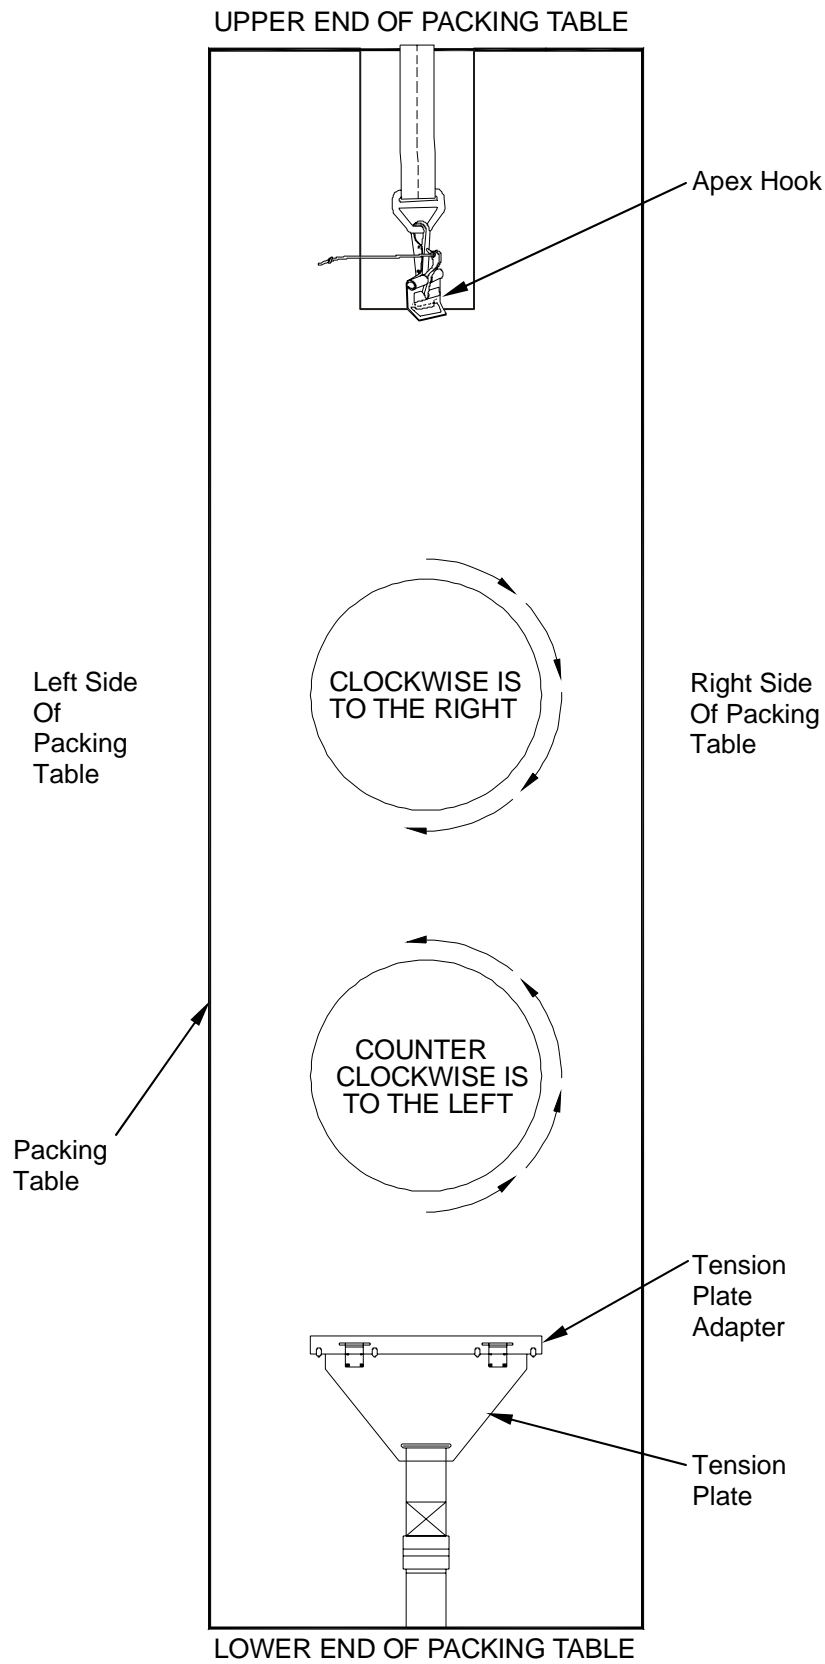 UPPER END OF PACKING TABLE
Apex Hook
CLOCKWISE IS
TO THE RIGHT
Left Side
Of
Packing
Table
Right Side
Of Packing
Table
COUNTER
CLOCKWISE IS
TO THE LEFT
Packing
Table
Tension
Plate
Adapter
Tension
Plate
LOWER END OF PACKING TABLE